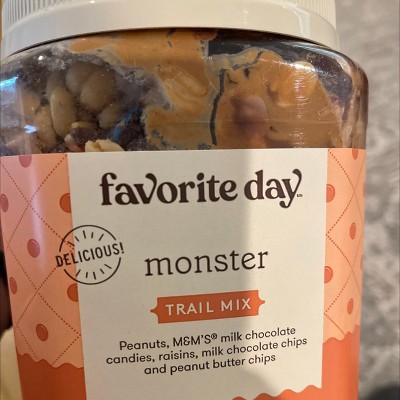 favorite day
DELICIOUS!
monster
TRAIL MIX
Peanuts, M&M'S® milk chocolate
candies, raisins, milk chocolate chips
and peanut butter chips